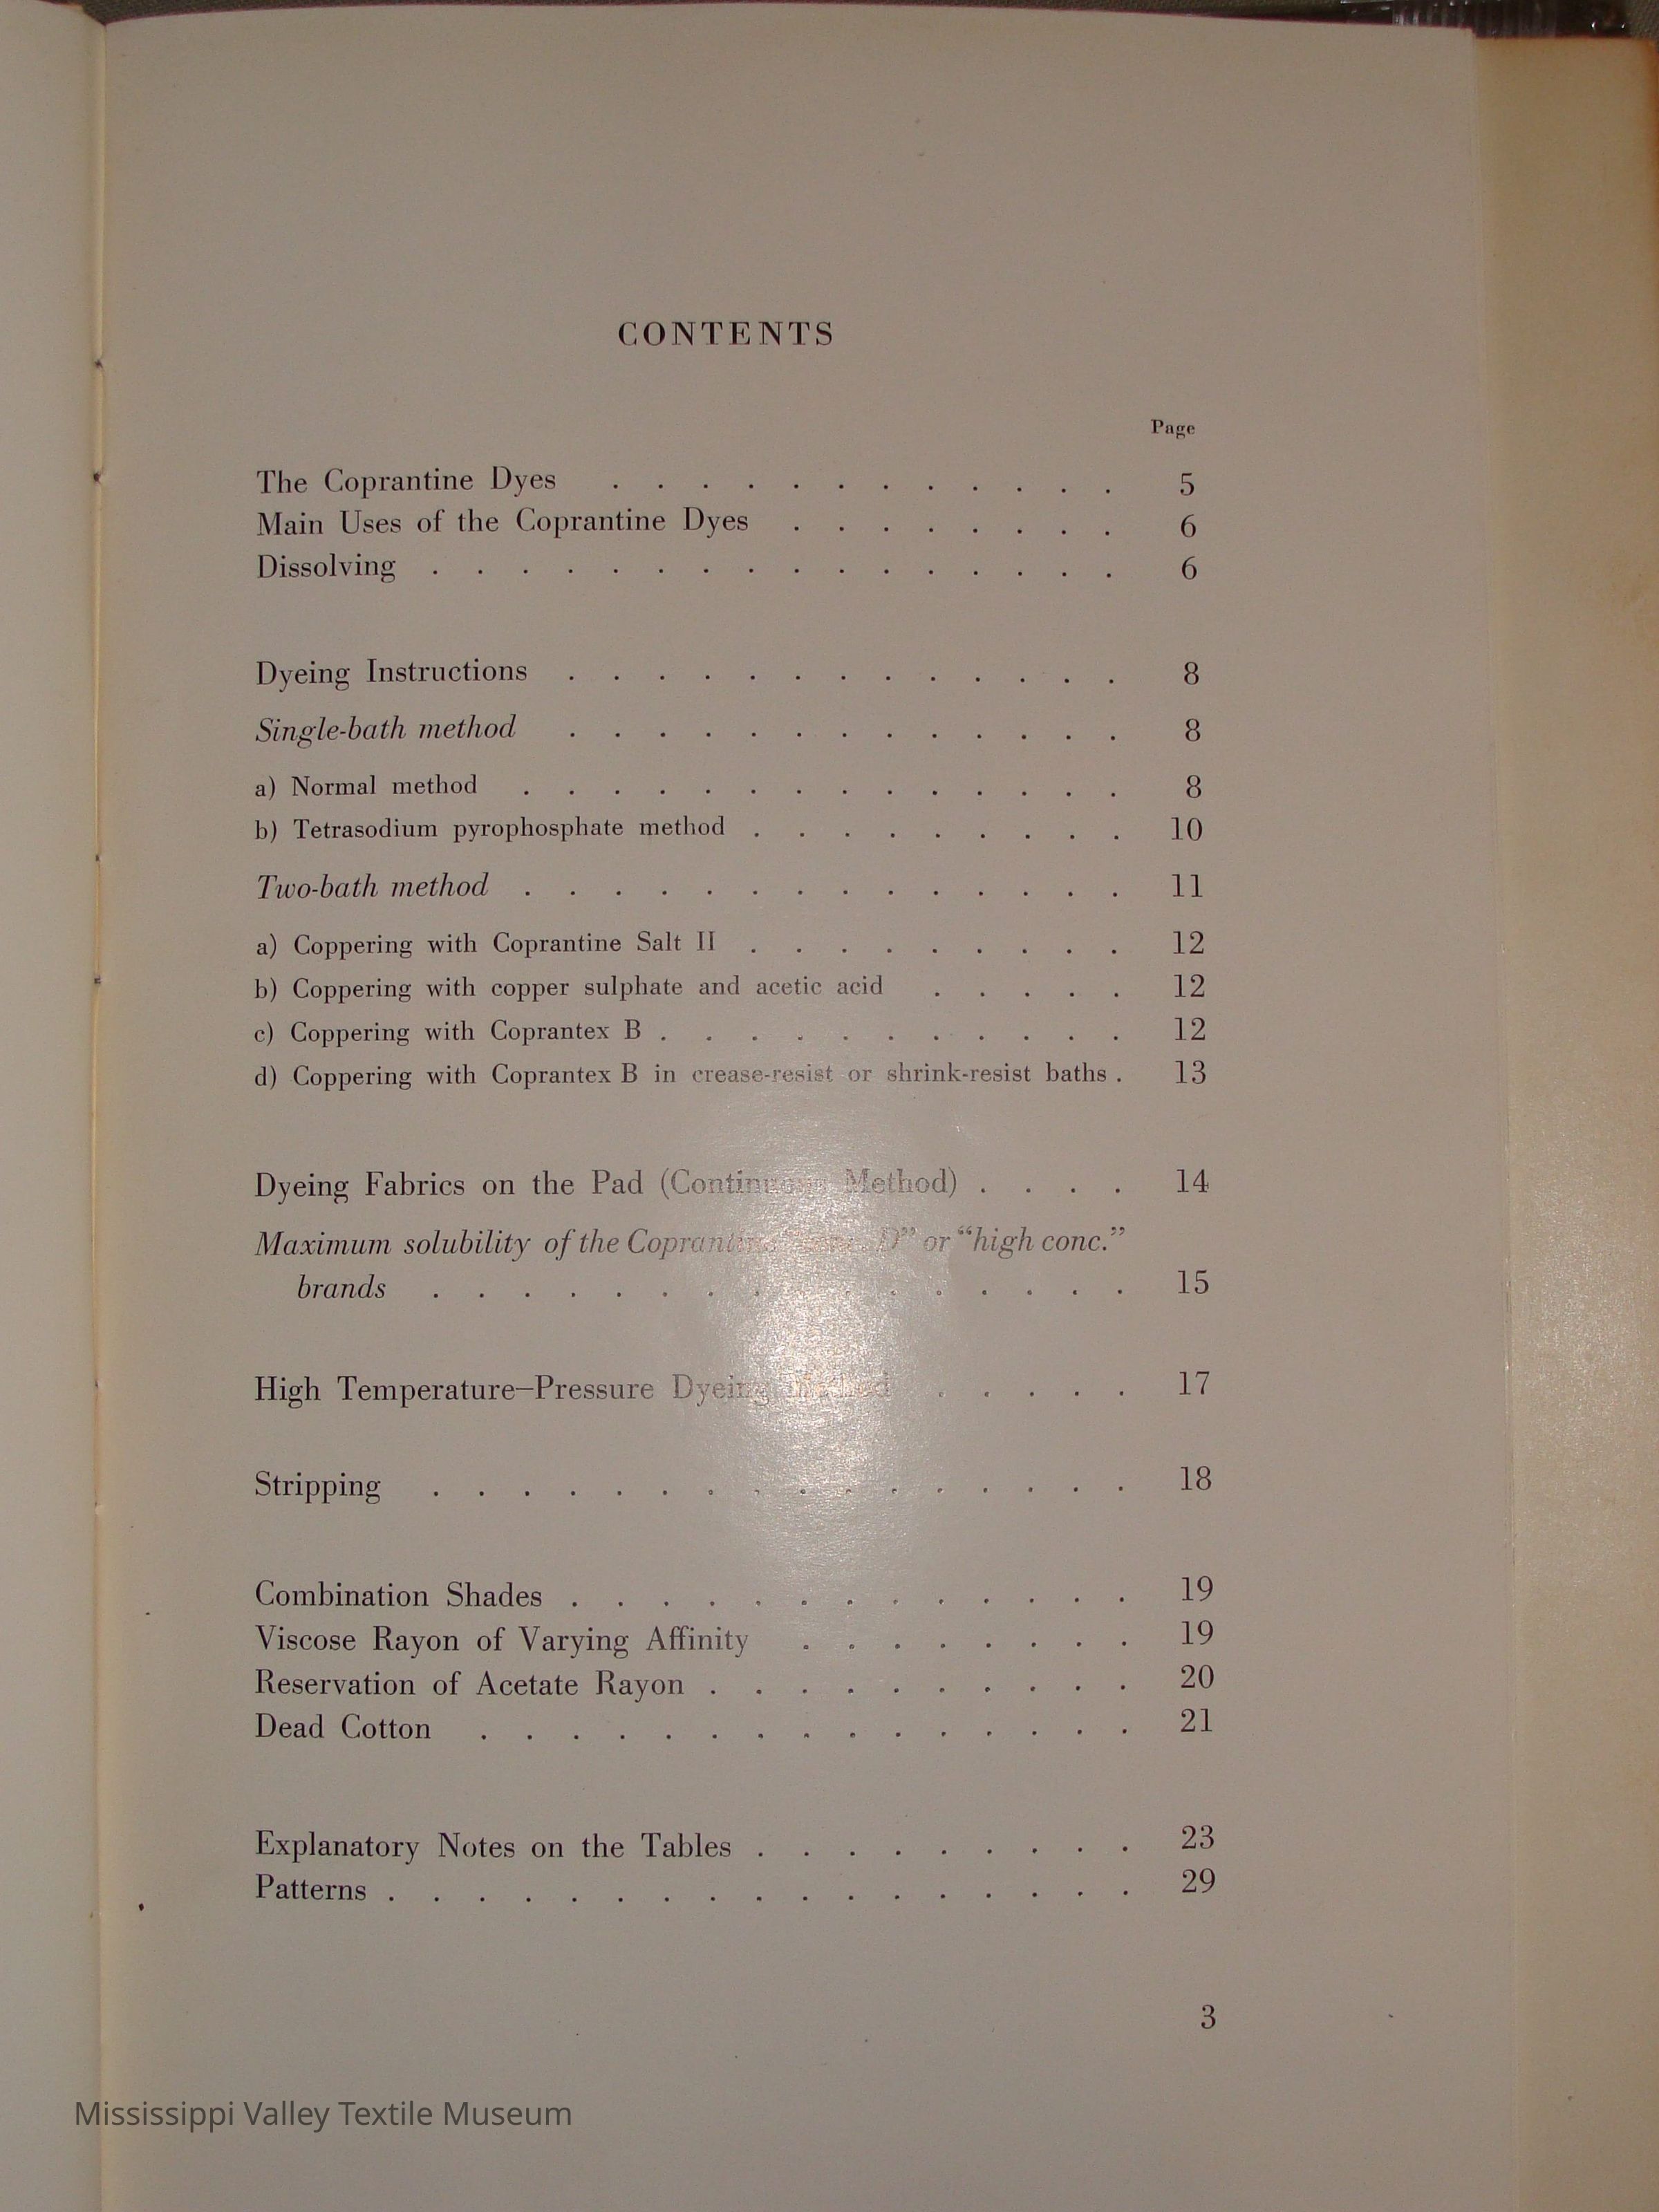 CONTENTS
Page
The Coprantine Dyes . . . . . . . . . . . . 5
Main Uses of the Coprantine Dyes . . . . . . . . 6
Dissolving . . . . . . . . . . . . . . . . 6
Dyeing Instructions . . . . . . . . . . . . . 8
Single-bath method . . . . . . . . . . . . . 8
a) Normal method . . . . . . . . . . . . . . 8
b) Tetrasodium pyrophosphate method . . . . . . . . . 10
Two-bath method . . . . . . . . . . . . . . 11
a) Coppering with Coprantine Salt II . . . . . . . . . 12
b) Coppering with copper sulphate and acetic acid . . . . . 12
c) Coppering with Coprantex B . . . . . . . . . . . 12
d) Coppering with Coprantex B in crease-resist or shrink-resist baths . 13
Dyeing Fabrics on the Pad (Continuous Method) . . . . 14
Maximum solubility of the Coprantine D” or “high conc.”
brands . . . . . . . . . . . . . . . . 15
High Temperature–Pressure Dyeing Method . . . . . 17
Stripping . . . . . . . . . . . . . . . . 18
Combination Shades . . . . . . . . . . . . . 19
Viscose Rayon of Varying Affinity . . . . . . . . 19
Reservation of Acetate Rayon . . . . . . . . . . 20
Dead Cotton . . . . . . . . . . . . . . . 21
Explanatory Notes on the Tables . . . . . . . . . 23
Patterns . . . . . . . . . . . . . . . . . 29
3
Mississippi Valley Textile Museum